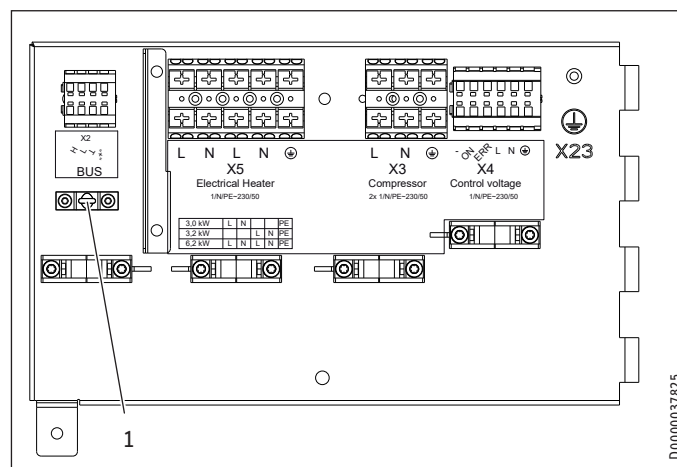 X2
H L ⊥
BUS
L N L N
X5
Electrical Heater
1/N/PE~230/50
3,0 kW L N PE
3,2 kW L N PE
6,2 kW L N L N PE
L N
X3
Compressor
2x 1/N/PE~230/50
- ON ERR L N
X4
Control voltage
1/N/PE~230/50
X23
1
D0000037825